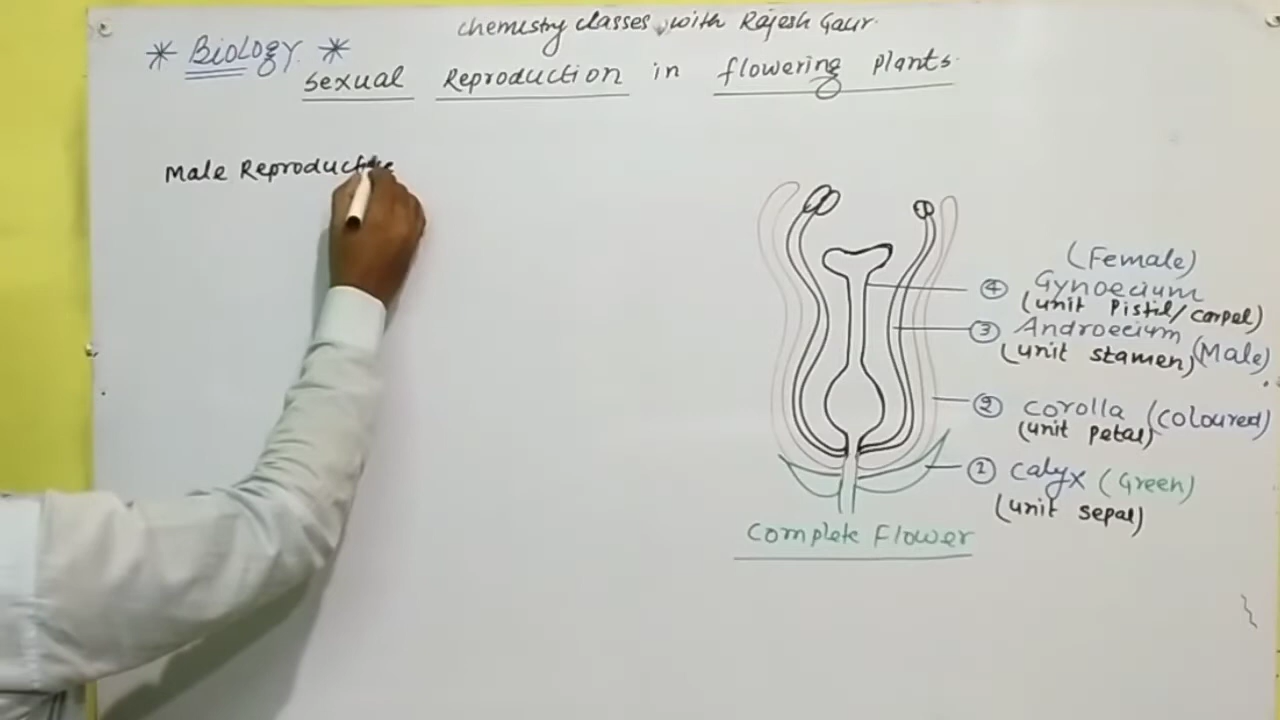 chemistry classes with Rajesh Gaur.
* Biology. *
Sexual Reproduction in flowering plants.
Male Reproductive
(Female)
④ Gynoecium
(unit Pistil/carpel)
③ Androecium (Male)
(unit stamen)
② corolla (coloured)
(unit petal)
① calyx (Green)
(unit sepal)
Complete Flower